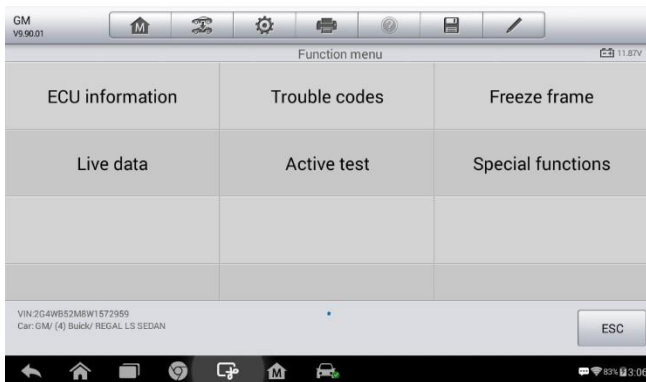 GM
V9.90.01
M
Function menu
11.87V
ECU information
Trouble codes
Freeze frame
Live data
Active test
Special functions
VIN:2G4WB52M8W1572959
Car: GM/ (4) Buick/ REGAL LS SEDAN
ESC
M
83% 3:06